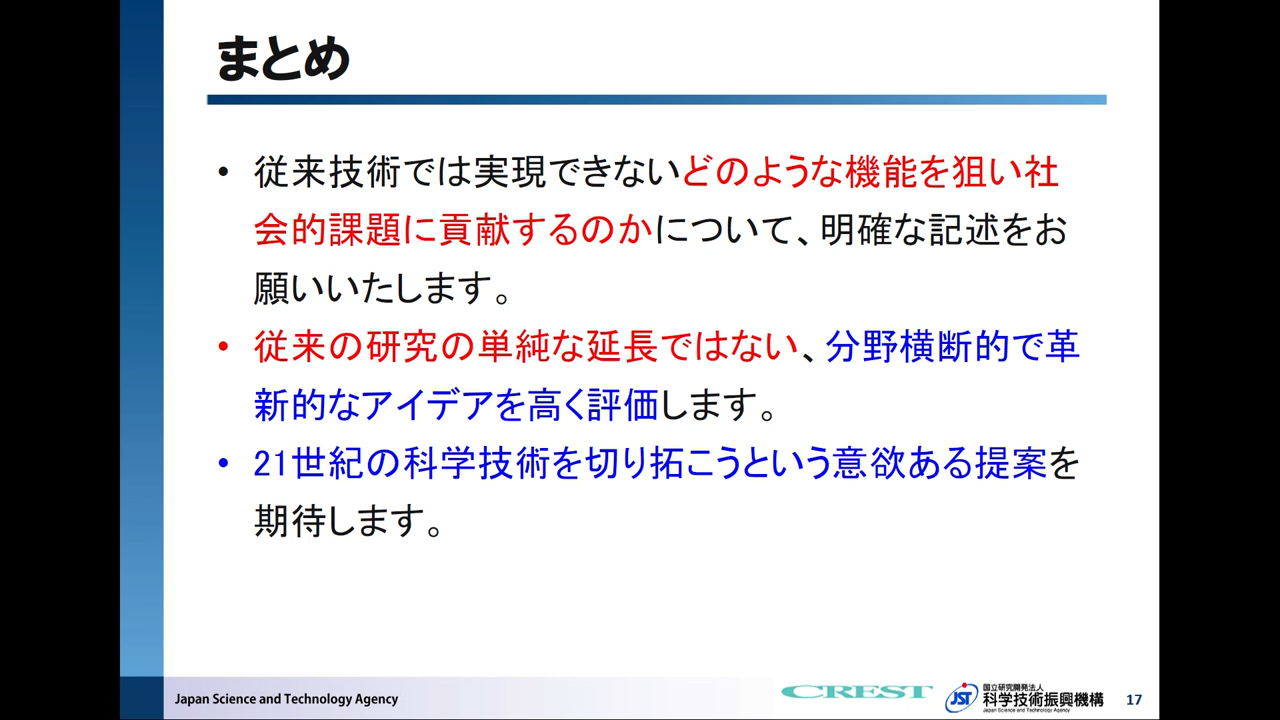 まとめ
• 従来技術では実現できないどのような機能を狙い社
会的課題に貢献するのかについて、明確な記述をお
願いいたします。
• 従来の研究の単純な延長ではない、分野横断的で革
新的なアイデアを高く評価します。
• 21世紀の科学技術を切り拓こうという意欲ある提案を
期待します。
Japan Science and Technology Agency
CREST
JST
国立研究開発法人
科学技術振興機構
Japan Science and Technology Agency
17